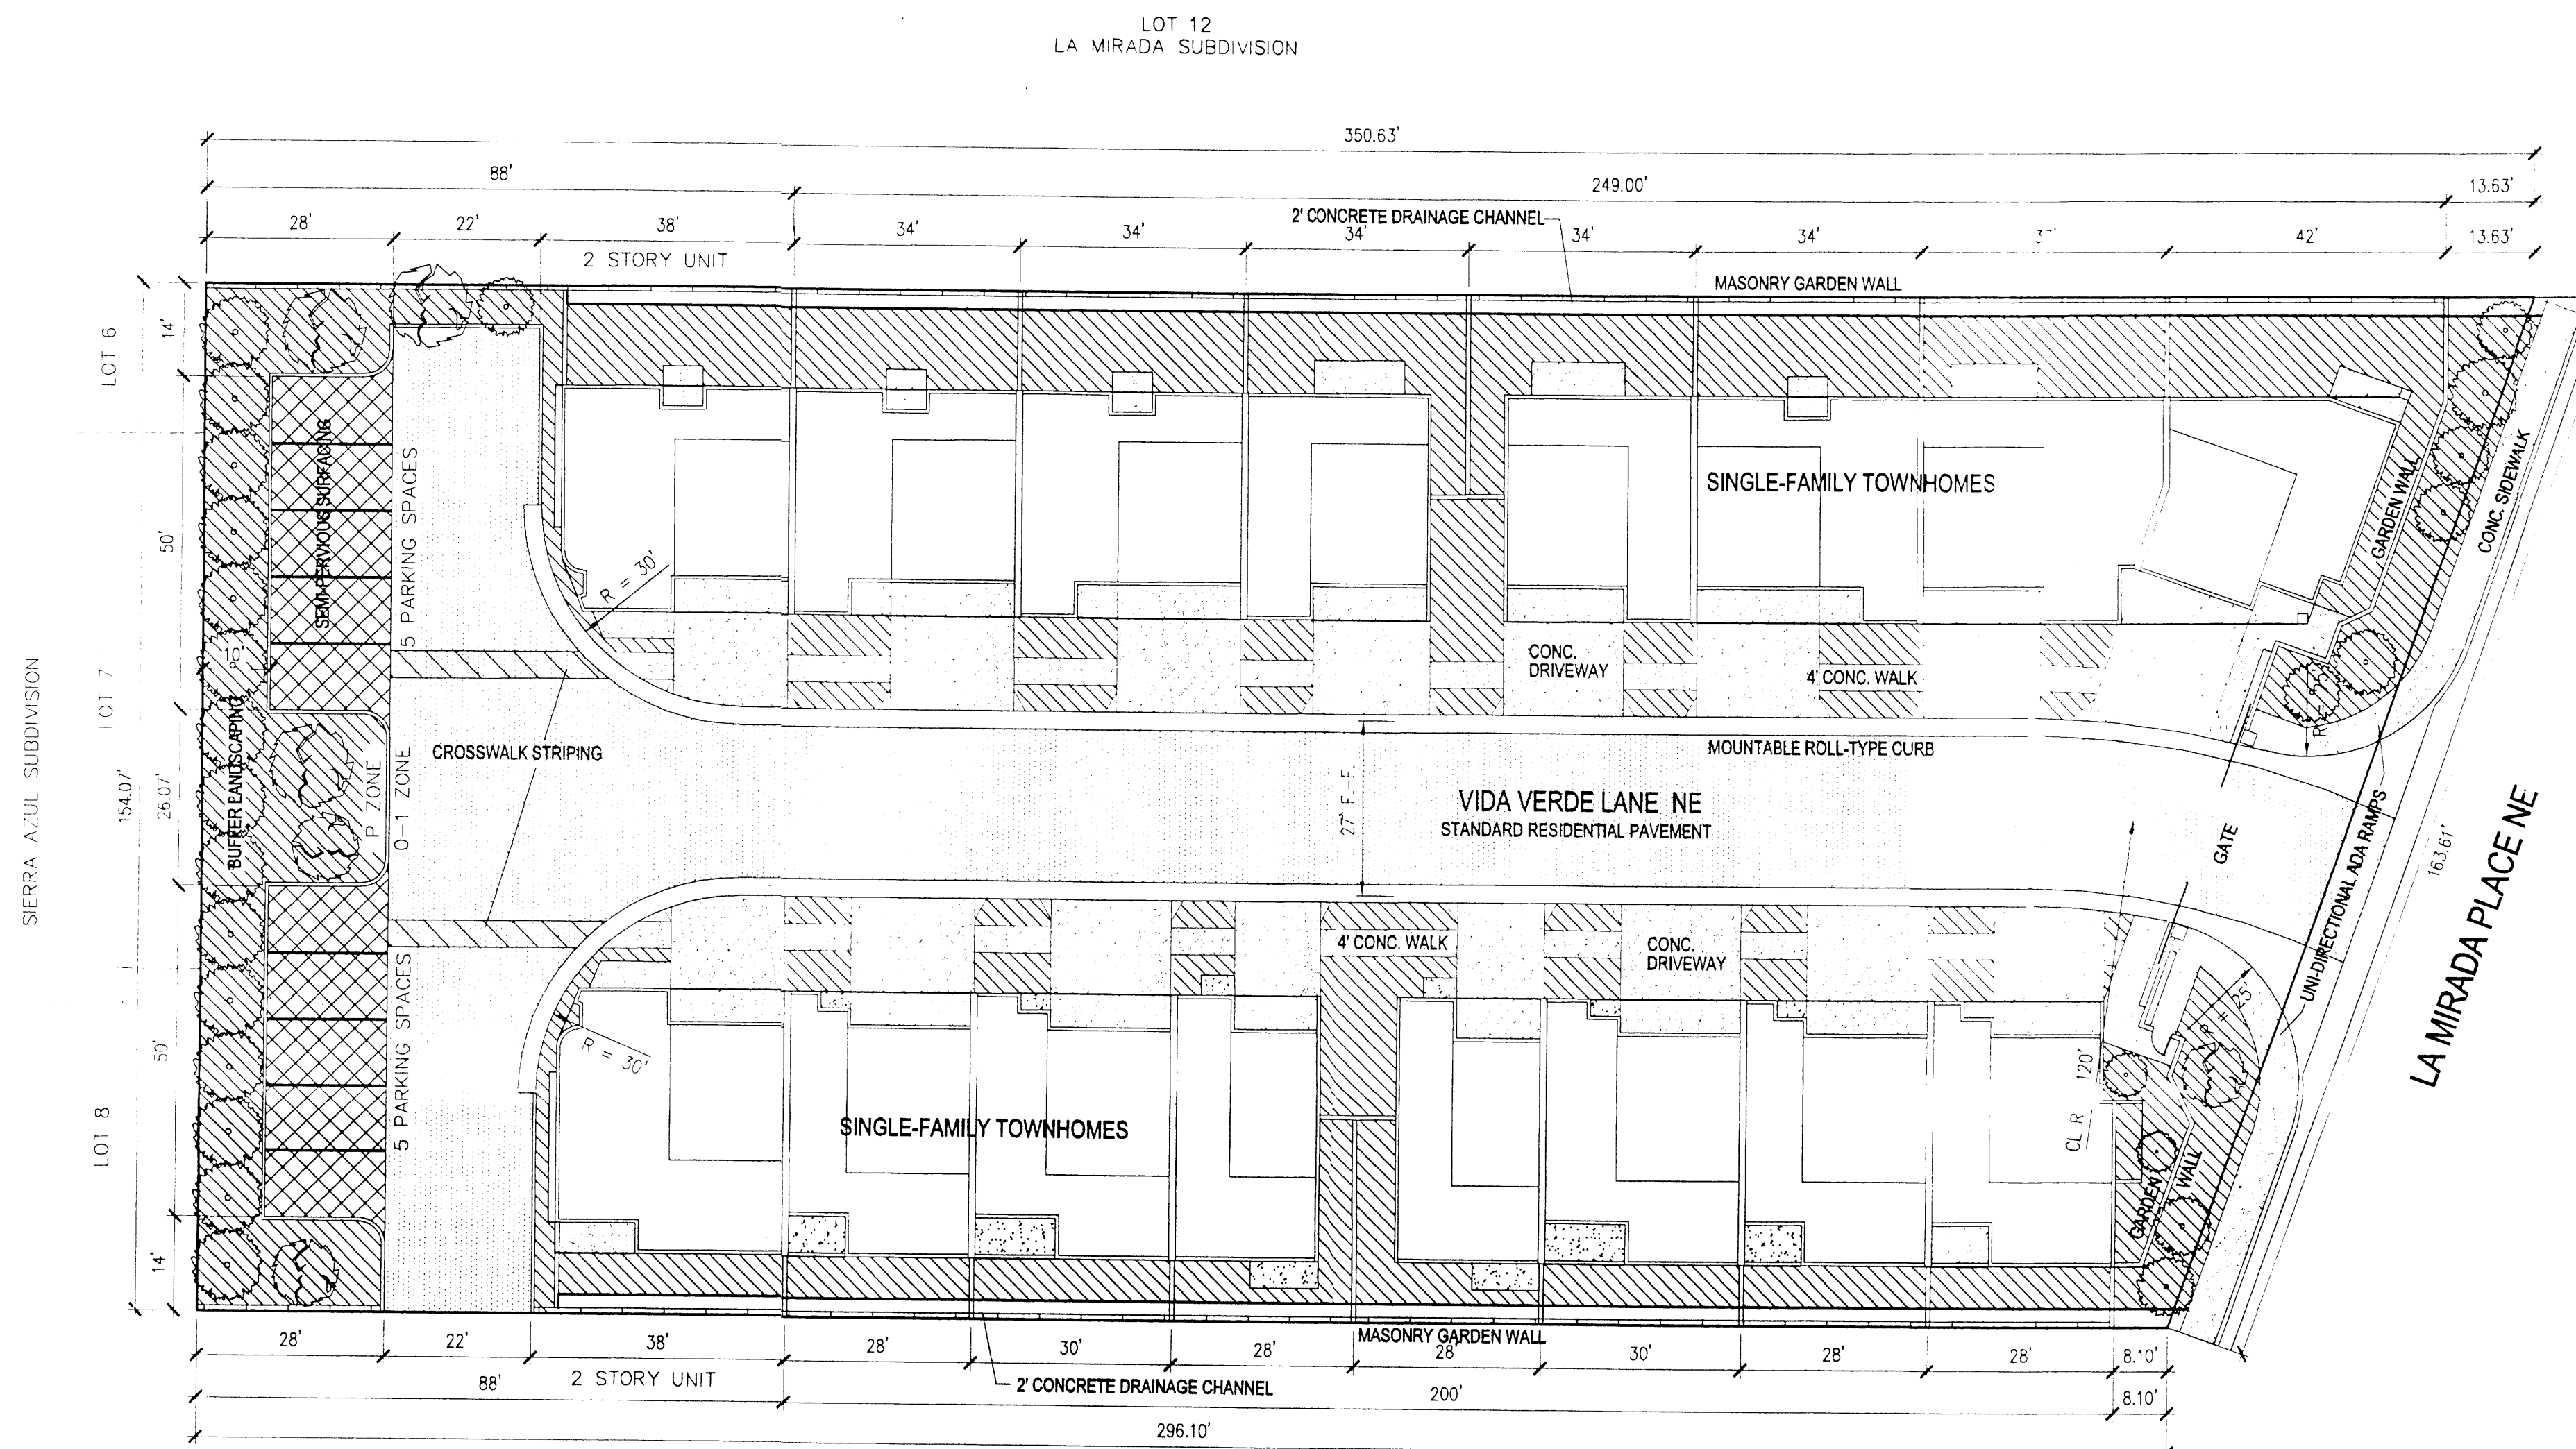 LOT 12
LA MIRADA SUBDIVISION
350.63'
88'
249.00'
13.63'
28'
22'
38'
34'
34'
34'
34'
34'
42'
13.63'
2' CONCRETE DRAINAGE CHANNEL
2 STORY UNIT
MASONRY GARDEN WALL
LOT 6
14'
50'
SEMI-PERVIOUS SURFACING
5 PARKING SPACES
R = 30'
SINGLE-FAMILY TOWNHOMES
GARDEN WALL
CONC. SIDEWALK
CONC.
DRIVEWAY
4' CONC. WALK
10'
LOT 7
SIERRA AZUL SUBDIVISION
154.07'
26.07'
BUFFER LANDSCAPING
P ZONE
O-1 ZONE
CROSSWALK STRIPING
MOUNTABLE ROLL-TYPE CURB
27' F.-F.
VIDA VERDE LANE NE
STANDARD RESIDENTIAL PAVEMENT
GATE
UNI-DIRECTIONAL ADA RAMPS
163.61'
LA MIRADA PLACE NE
4' CONC. WALK
CONC.
DRIVEWAY
R = 25'
5 PARKING SPACES
R = 30'
SINGLE-FAMILY TOWNHOMES
CL R 120'
GARDEN
WALL
LOT 8
50'
14'
MASONRY GARDEN WALL
28'
22'
38'
28'
30'
28'
28'
30'
28'
28'
8.10'
2 STORY UNIT
2' CONCRETE DRAINAGE CHANNEL
88'
200'
8.10'
296.10'